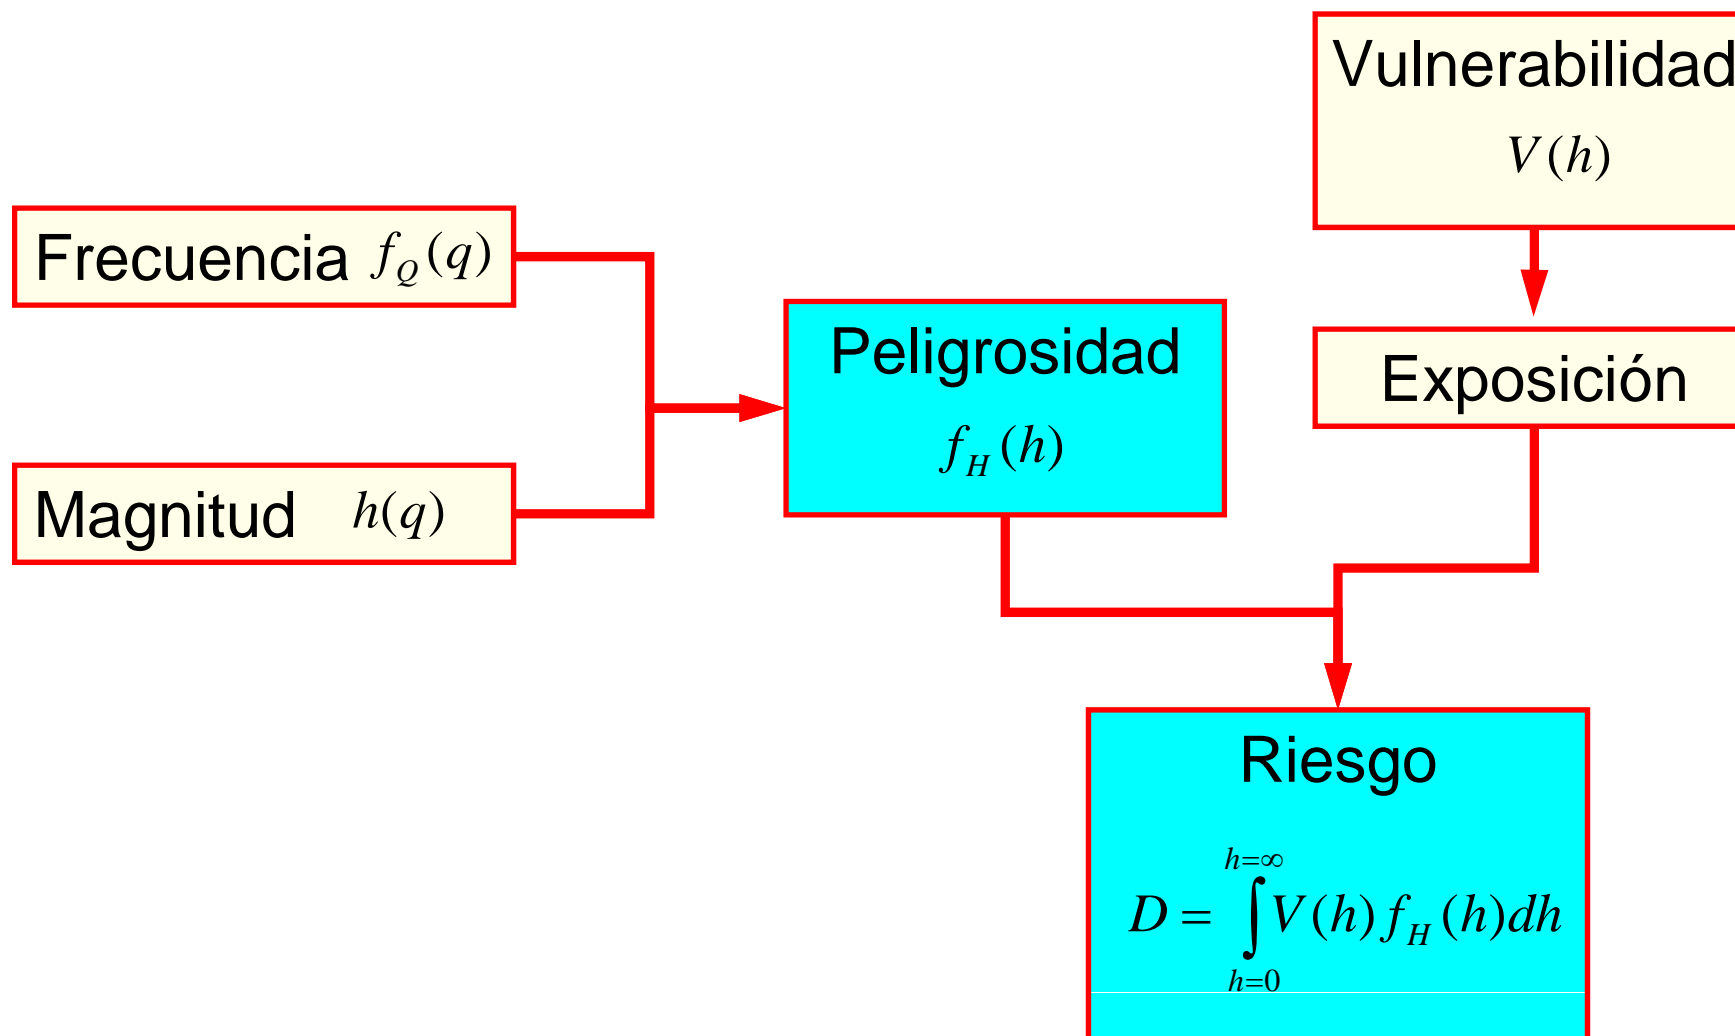 Vulnerabilidad
V(h)
Frecuencia f_Q(q)
Peligrosidad
f_H(h)
Exposición
Magnitud h(q)
Riesgo
h=∞
D = ∫V(h) f_H(h)dh
h=0